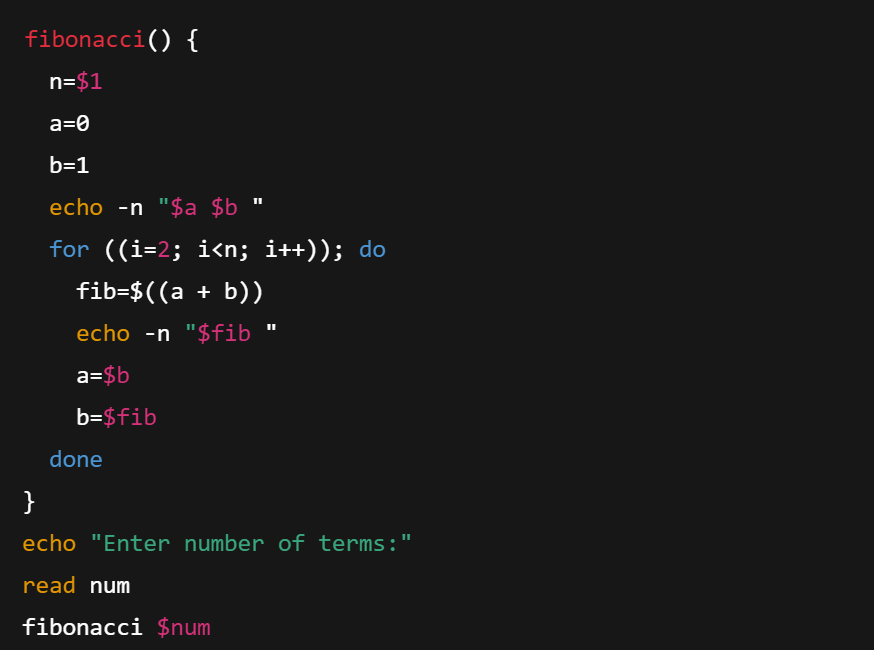 fibonacci() {
  n=$1
  a=0
  b=1
  echo -n "$a $b "
  for ((i=2; i<n; i++)); do
    fib=$((a + b))
    echo -n "$fib "
    a=$b
    b=$fib
  done
}
echo "Enter number of terms:"
read num
fibonacci $num